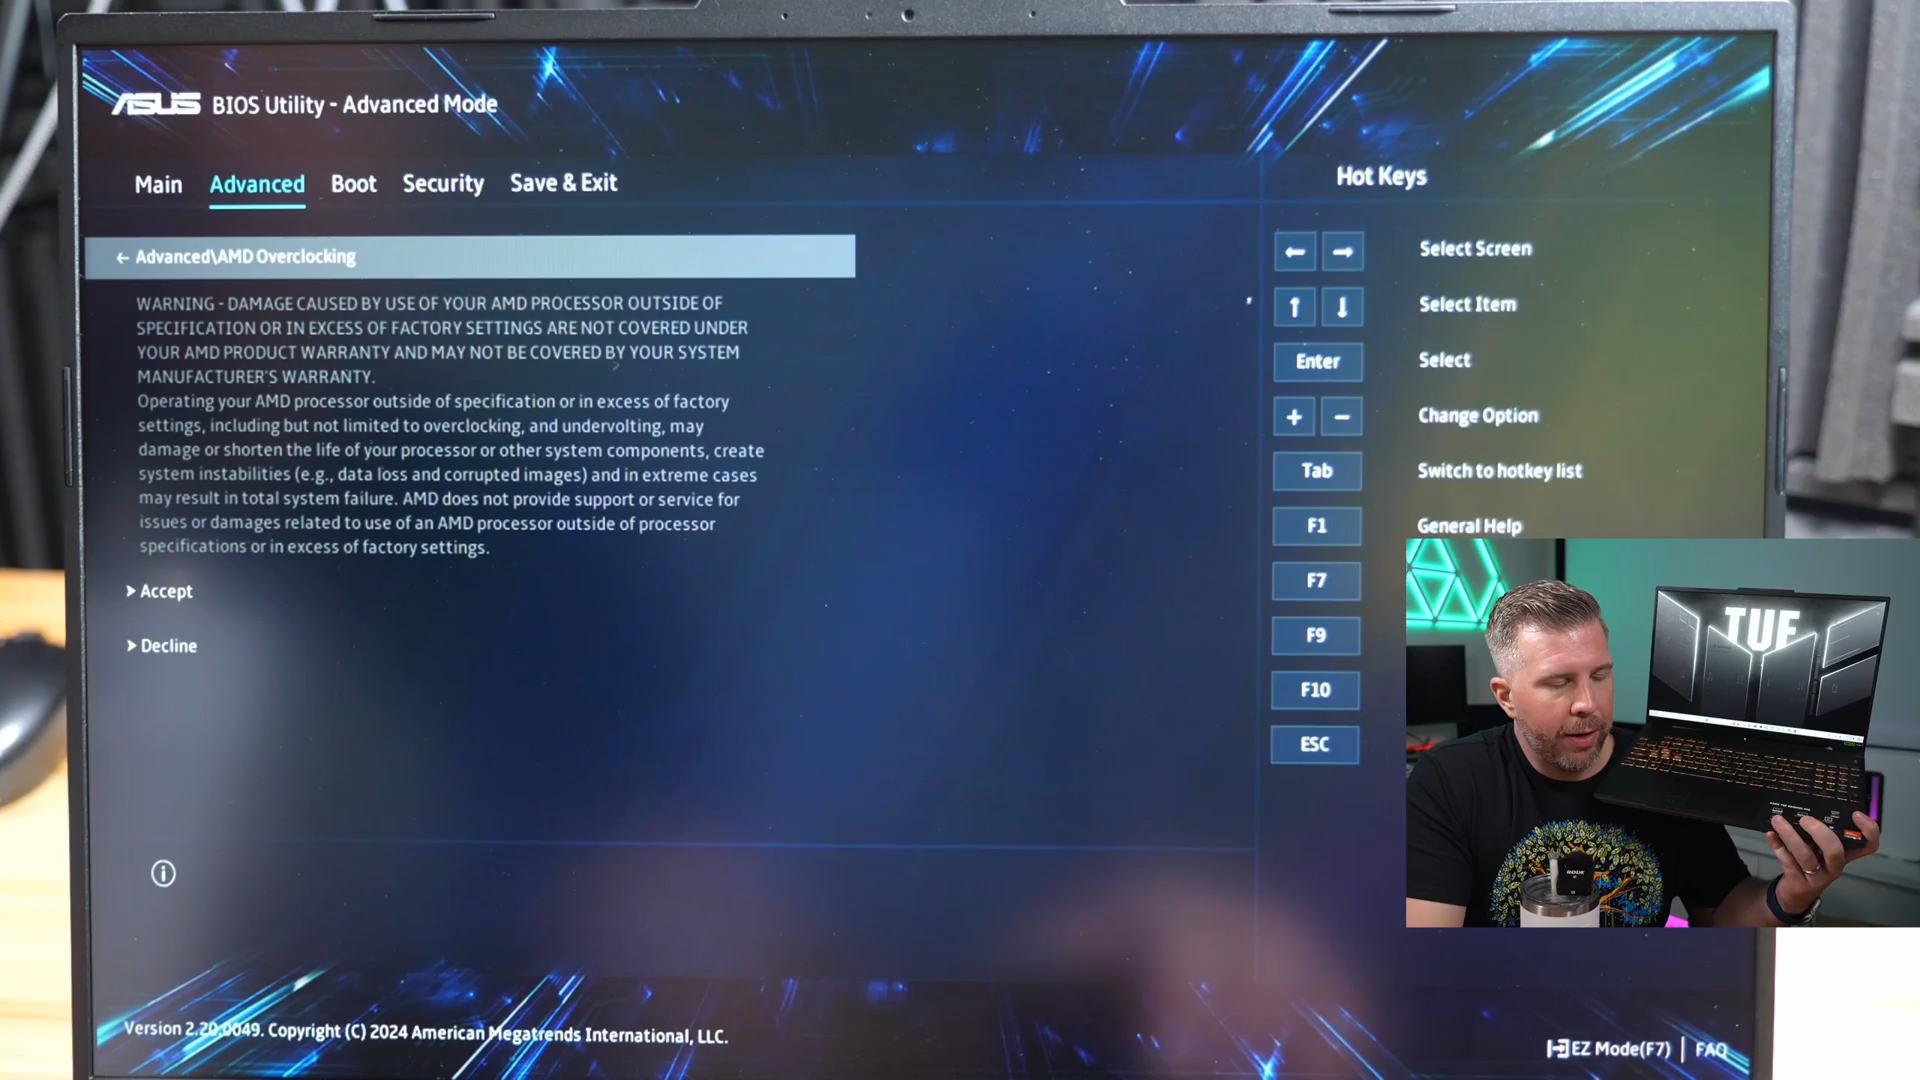 ASUS BIOS Utility - Advanced Mode
Main Advanced Boot Security Save & Exit
← Advanced\AMD Overclocking
WARNING - DAMAGE CAUSED BY USE OF YOUR AMD PROCESSOR OUTSIDE OF
SPECIFICATION OR IN EXCESS OF FACTORY SETTINGS ARE NOT COVERED UNDER
YOUR AMD PRODUCT WARRANTY AND MAY NOT BE COVERED BY YOUR SYSTEM
MANUFACTURER'S WARRANTY.
Operating your AMD processor outside of specification or in excess of factory
settings, including but not limited to overclocking, and undervolting, may
damage or shorten the life of your processor or other system components, create
system instabilities (e.g., data loss and corrupted images) and in extreme cases
may result in total system failure. AMD does not provide support or service for
issues or damages related to use of an AMD processor outside of processor
specifications or in excess of factory settings.
> Accept
> Decline
Hot Keys
← → Select Screen
↑ ↓ Select Item
Enter Select
+ − Change Option
Tab Switch to hotkey list
F1 General Help
F7
F9
F10
ESC
TUF
RODE
Version 2.20.0049. Copyright (C) 2024 American Megatrends International, LLC.
EZ Mode(F7) | FAQ